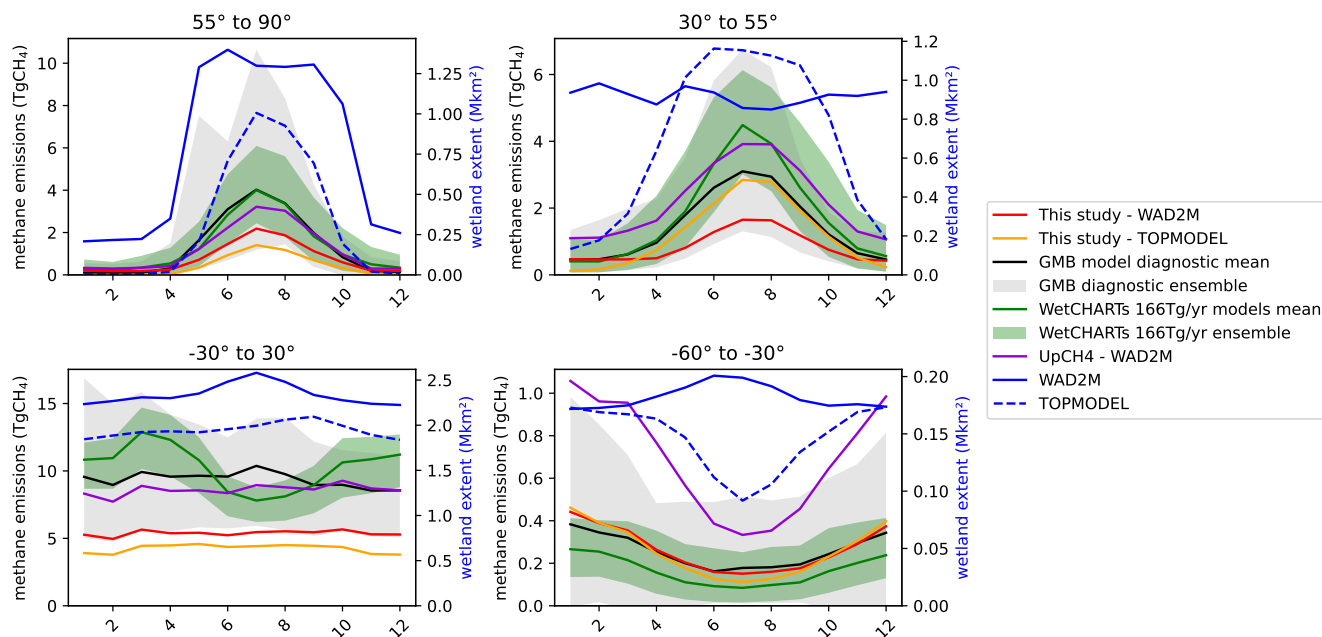 55° to 90°
methane emissions (TgCH₄)
10
8
6
4
2
0
1.25
1.00
0.75
0.50
0.25
0.00
wetland extent (Mkm²)
2 4 6 8 10 12
30° to 55°
methane emissions (TgCH₄)
6
4
2
0
1.2
1.0
0.8
0.6
0.4
0.2
0.0
wetland extent (Mkm²)
2 4 6 8 10 12
-30° to 30°
methane emissions (TgCH₄)
15
10
5
0
2.5
2.0
1.5
1.0
0.5
0.0
wetland extent (Mkm²)
2 4 6 8 10 12
-60° to -30°
methane emissions (TgCH₄)
1.0
0.8
0.6
0.4
0.2
0.0
0.20
0.15
0.10
0.05
0.00
wetland extent (Mkm²)
2 4 6 8 10 12
This study - WAD2M
This study - TOPMODEL
GMB model diagnostic mean
GMB diagnostic ensemble
WetCHARTs 166Tg/yr models mean
WetCHARTs 166Tg/yr ensemble
UpCH4 - WAD2M
WAD2M
TOPMODEL